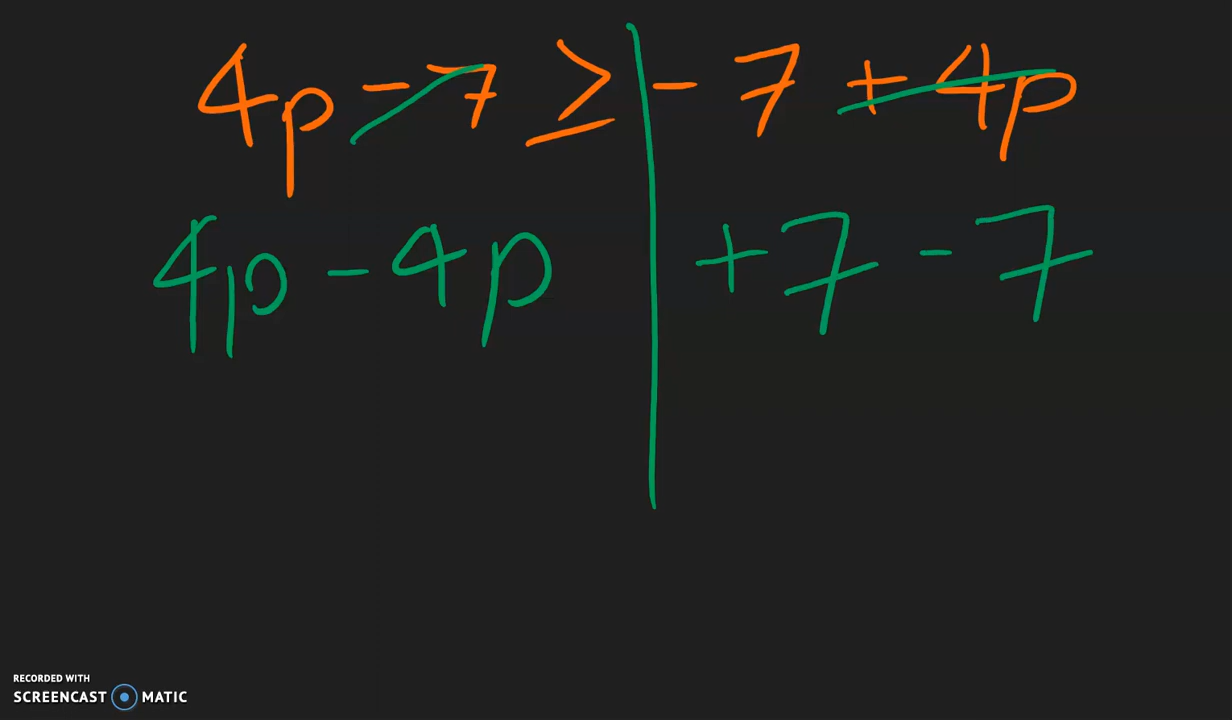 4p - 7 ≥ - 7 + 4p
4p - 4p + 7 - 7
RECORDED WITH
SCREENCAST MATIC